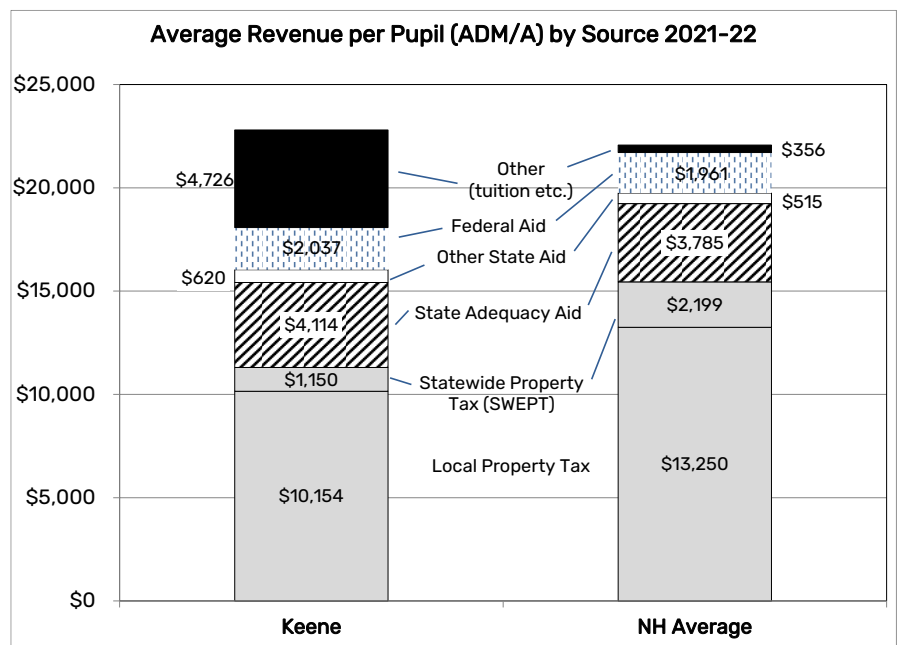 Average Revenue per Pupil (ADM/A) by Source 2021-22
$25,000
$20,000
$15,000
$10,000
$5,000
$0
$4,726
$2,037
$620
$4,114
$1,150
$10,154
Other
(tuition etc.)
Federal Aid
Other State Aid
State Adequacy Aid
Statewide Property
Tax (SWEPT)
Local Property Tax
$356
$1,961
$515
$3,785
$2,199
$13,250
Keene
NH Average